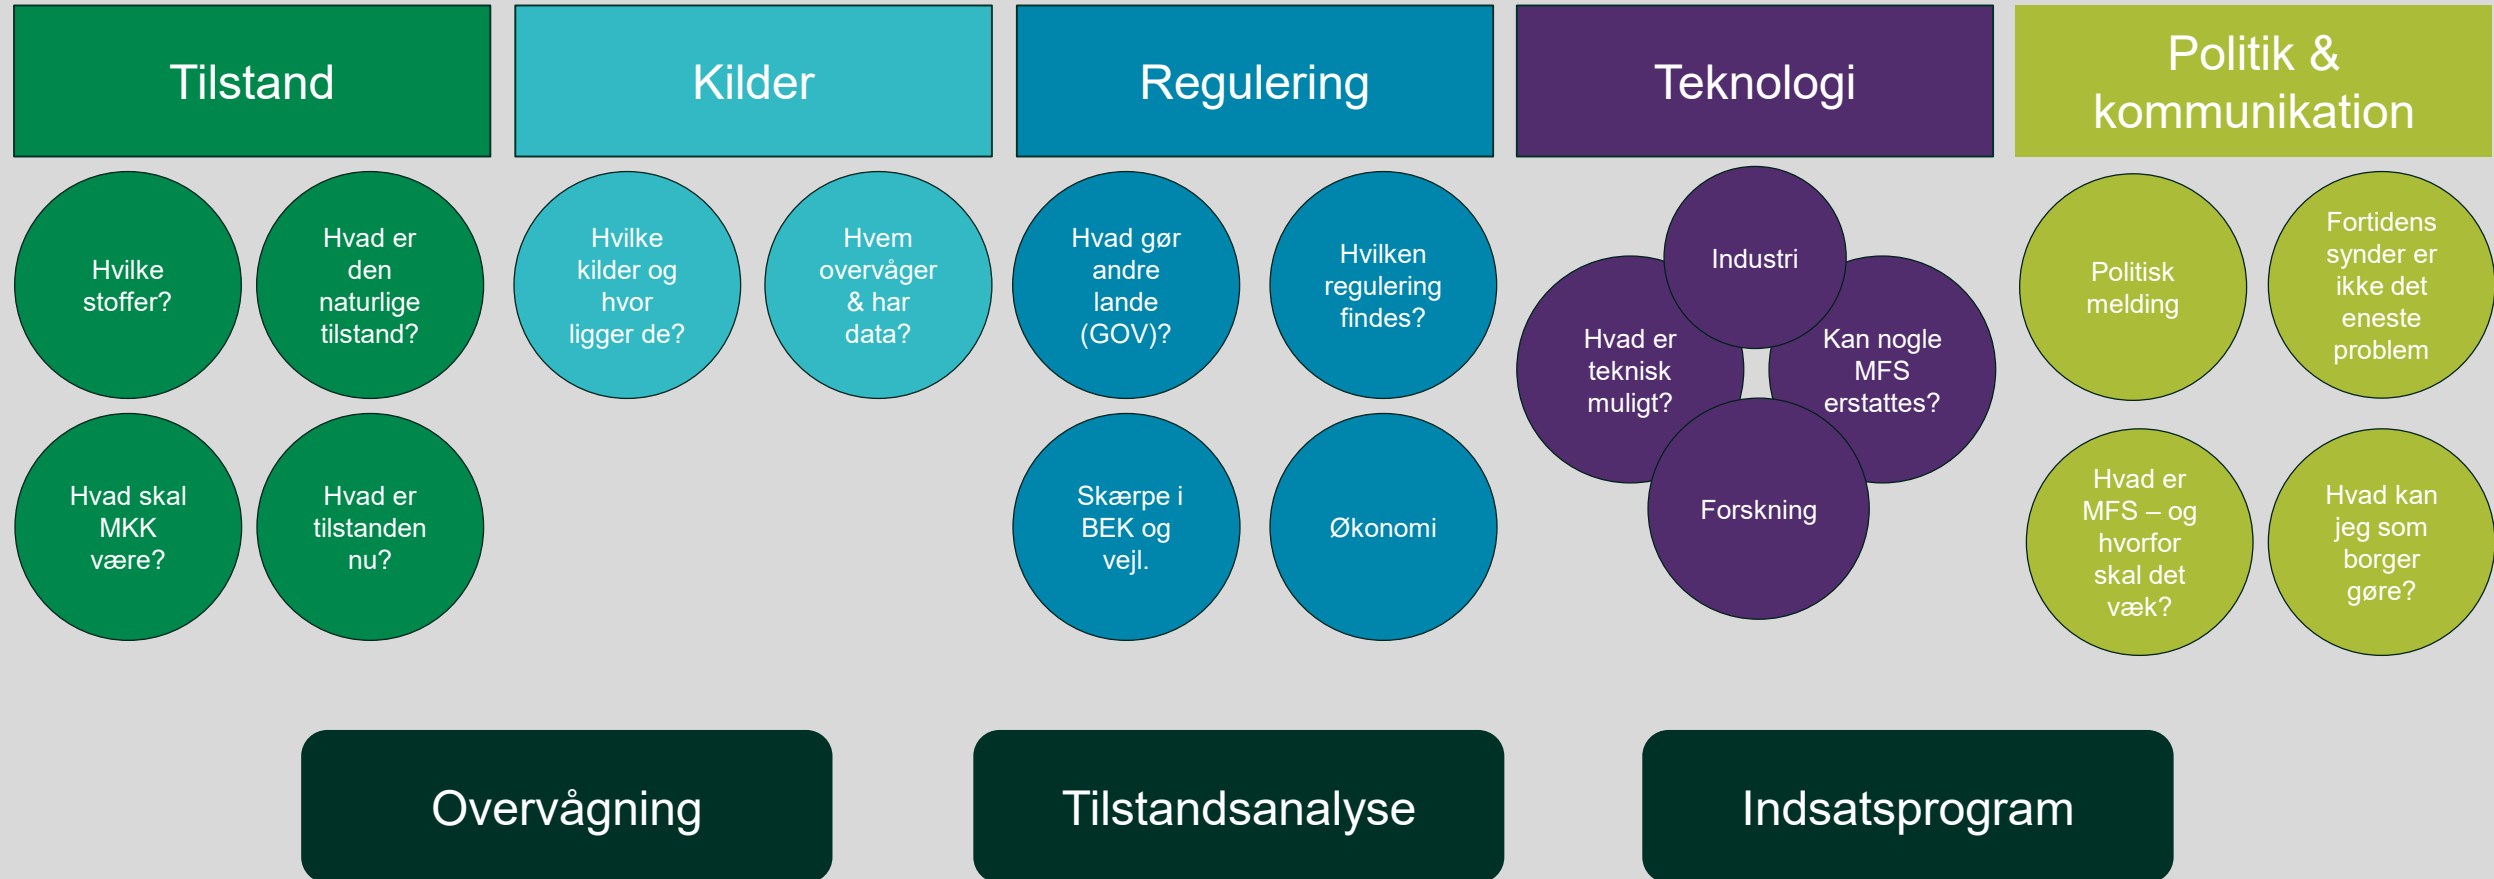 Tilstand
Kilder
Regulering
Teknologi
Politik &
kommunikation
Hvilke
stoffer?
Hvad er
den
naturlige
tilstand?
Hvad skal
MKK
være?
Hvad er
tilstanden
nu?
Hvilke
kilder og
hvor
ligger de?
Hvem
overvåger
& har
data?
Hvad gør
andre
lande
(GOV)?
Hvilken
regulering
findes?
Skærpe i
BEK og
vejl.
Økonomi
Industri
Hvad er
teknisk
muligt?
Kan nogle
MFS
erstattes?
Forskning
Politisk
melding
Fortidens
synder er
ikke det
eneste
problem
Hvad er
MFS – og
hvorfor
skal det
væk?
Hvad kan
jeg som
borger
gøre?
Overvågning
Tilstandsanalyse
Indsatsprogram